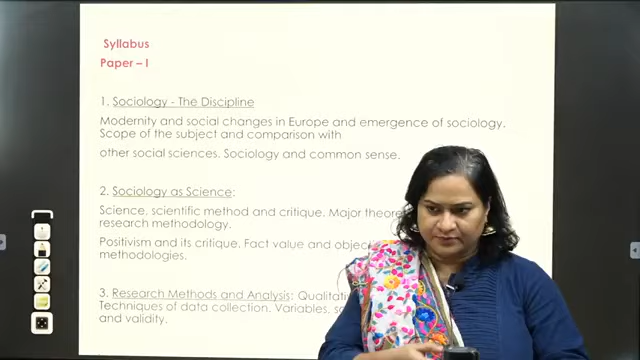 Syllabus
Paper – I
1. Sociology - The Discipline
Modernity and social changes in Europe and emergence of sociology.
Scope of the subject and comparison with
other social sciences. Sociology and common sense.
2. Sociology as Science:
Science, scientific method and critique. Major
research methodology.
Positivism and its critique. Fact value and
methodologies.
3. Research Methods and Analysis:
Techniques of data collection. Variables,
and validity.